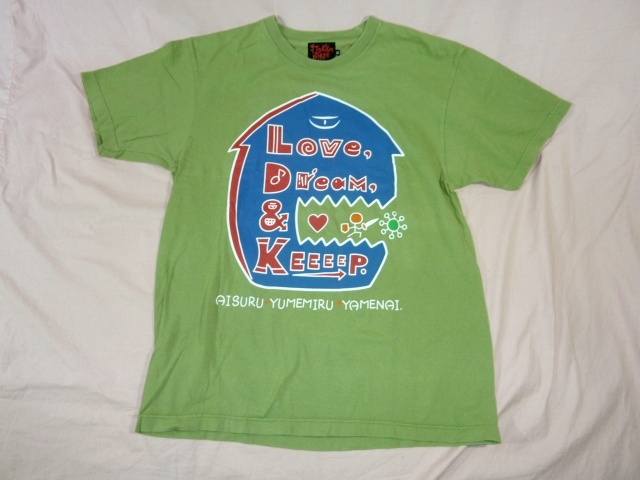 Love,
Dream,
&
Keeeep.
AISURU YUMEMIRU YAMENAI.